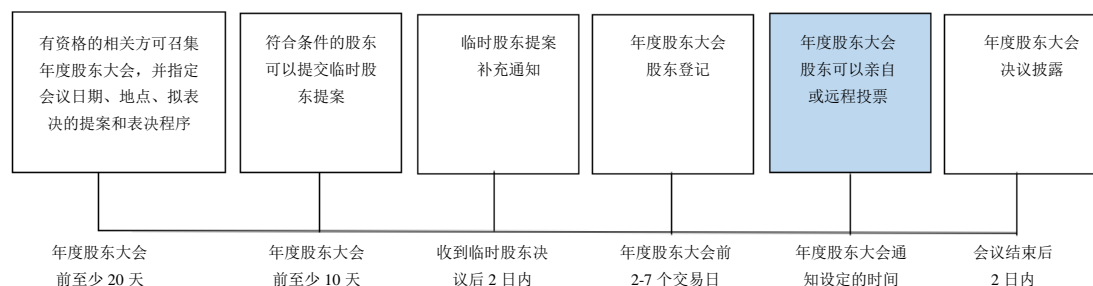 有资格的相关方可召集
年度股东大会，并指定
会议日期、地点、拟表
决的提案和表决程序
符合条件的股东
可以提交临时股
东提案
临时股东提案
补充通知
年度股东大会
股东登记
年度股东大会
股东可以亲自
或远程投票
年度股东大会
决议披露
年度股东大会
前至少 20 天
年度股东大会
前至少 10 天
收到临时股东决
议后 2 日内
年度股东大会前
2-7 个交易日
年度股东大会通
知设定的时间
会议结束后
2 日内